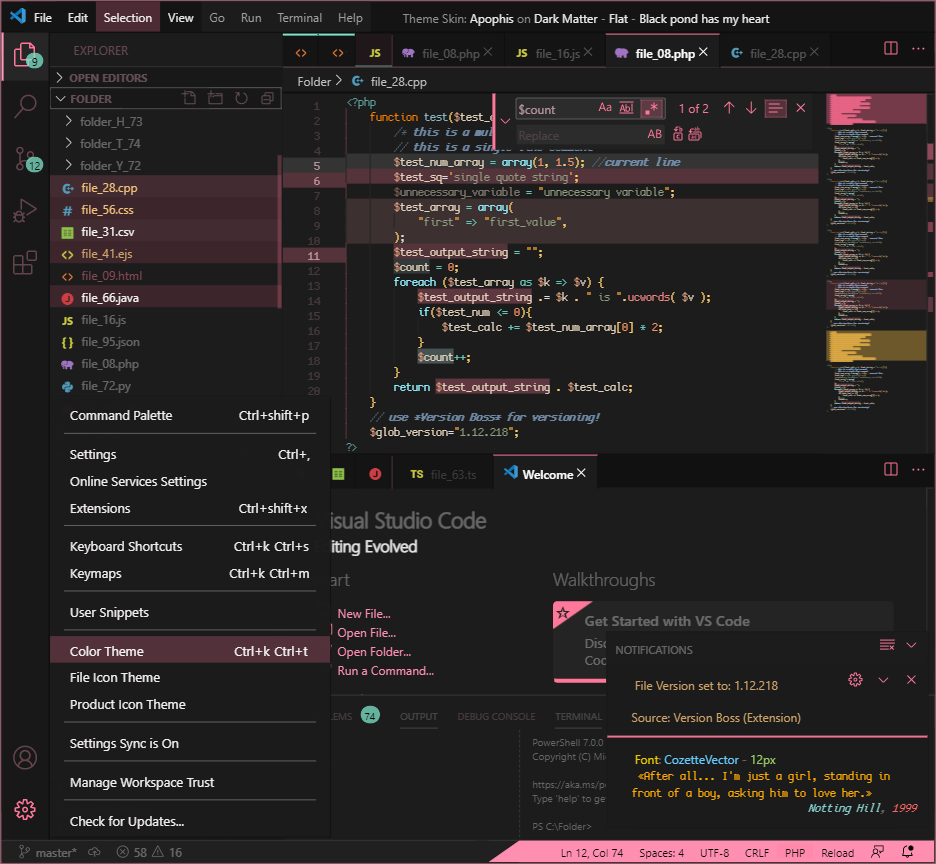 File Edit Selection View Go Run Terminal Help
Theme Skin: Apophis on Dark Matter - Flat - Black pond has my heart
EXPLORER
9
OPEN EDITORS
FOLDER
folder_H_73
folder_T_74
folder_Y_72
12
file_28.cpp
file_56.css
file_31.csv
file_41.ejs
file_09.html
file_66.java
file_16.js
file_95.json
file_08.php
file_72.py
JS file_08.php JS file_16.js file_08.php file_28.cpp
Folder > file_28.cpp
$count Aa Abl .* 1 of 2
Replace AB
1 <?php
2 function test($test_
3 /* this is a mul
4 // this is a single line comment
5 $test_num_array = array(1, 1.5); //current line
6 $test_sq='single quote string';
7 $unnecessary_variable = "unnecessary variable";
8 $test_array = array(
9 "first" => "first_value",
10 );
11 $test_output_string = "";
12 $count = 0;
13 foreach ($test_array as $k => $v) {
14 $test_output_string .= $k . " is ".ucwords( $v );
15 if($test_num <= 0){
16 $test_calc += $test_num_array[0] * 2;
17 }
18 $count++;
19 }
20 return $test_output_string . $test_calc;
}
// use *Version Boss* for versioning!
$glob_version="1.12.218";
?>
Command Palette Ctrl+shift+p
Settings Ctrl+,
Online Services Settings
Extensions Ctrl+shift+x
Keyboard Shortcuts Ctrl+k Ctrl+s
Keymaps Ctrl+k Ctrl+m
User Snippets
Color Theme Ctrl+k Ctrl+t
File Icon Theme
Product Icon Theme
Settings Sync is On
Manage Workspace Trust
Check for Updates...
TS file_63.ts Welcome
isual Studio Code
iting Evolved
art
New File...
Open File...
Open Folder...
Run a Command...
Walkthroughs
Get Started with VS Code
Disc
Coc
LEMS 74 OUTPUT DEBUG CONSOLE TERMINAL
PowerShell 7.0.0
Copyright (C) Mic
https://aka.ms/p
Type 'help' to ge
PS C:\Folder>
NOTIFICATIONS
File Version set to: 1.12.218
Source: Version Boss (Extension)
Font: CozetteVector - 12px
«After all... I'm just a girl, standing in
front of a boy, asking him to love her.»
Notting Hill, 1999
master* 58 16 Ln 12, Col 74 Spaces: 4 UTF-8 CRLF PHP Reload